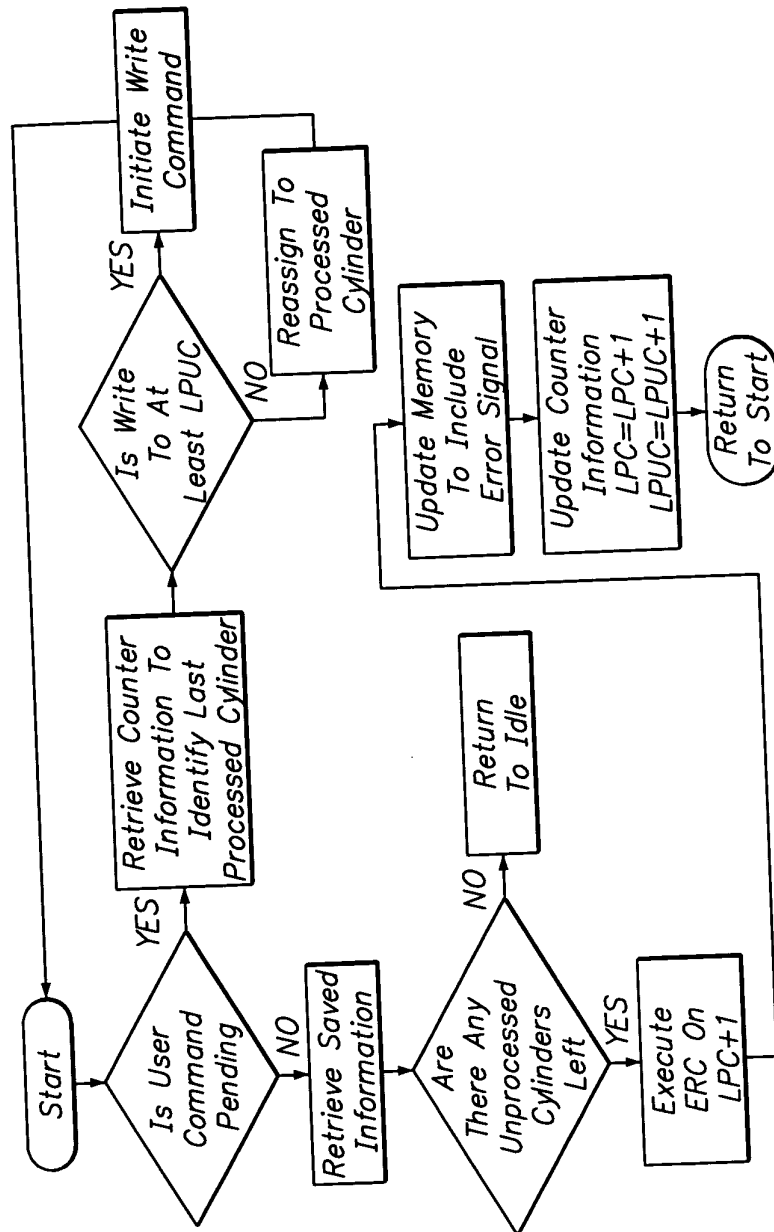 Start
Is User
Command
Pending
YES
NO
Retrieve Counter
Information To
Identify Last
Processed Cylinder
Is Write
To At
Least LPUC
YES
NO
Initiate Write
Command
Reassign To
Processed
Cylinder
Retrieve Saved
Information
Are
There Any
Unprocessed
Cylinders
Left
NO
YES
Return
To Idle
Execute
ERC On
LPC+1
Update Memory
To Include
Error Signal
Update Counter
Information
LPC=LPC+1
LPUC=LPUC+1
Return
To Start